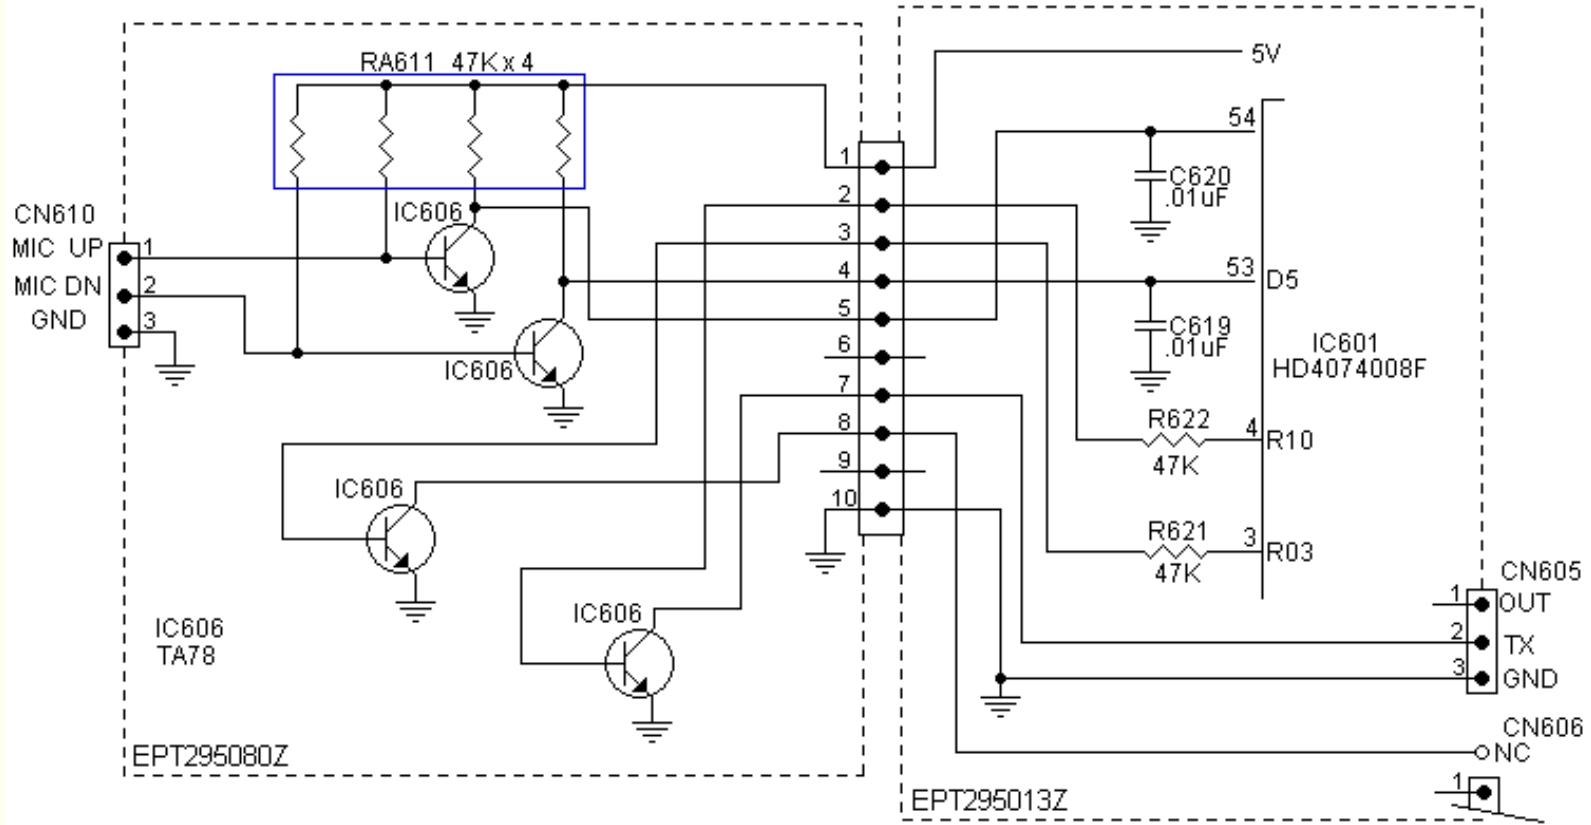 RA611 47K x 4
5V
54
1
C620
.01uF
2
IC606
CN610
MIC UP
1
3
4
53
D5
MIC DN
2
GND
3
5
C619
.01uF
6
IC601
HD4074008F
IC606
7
8
R622
4
R10
47K
9
IC606
10
R621
3
R03
47K
CN605
1
OUT
IC606
IC606
TA78
2
TX
3
GND
CN606
NC
EPT295080Z
1
EPT295013Z